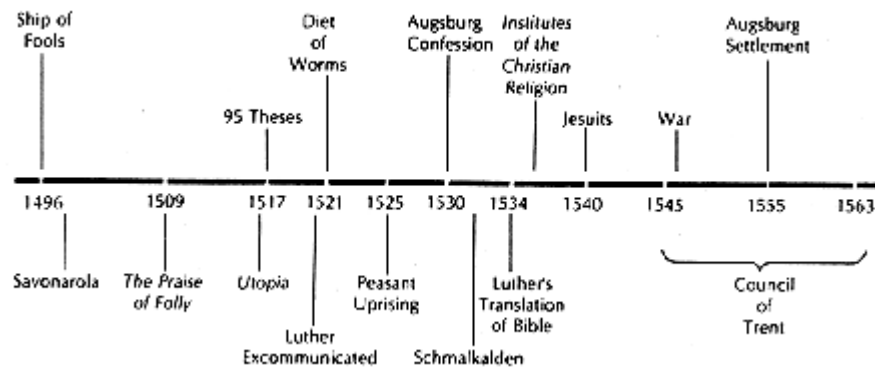 Ship of
Fools
Diet
of
Worms
Augsburg
Confession
Institutes
of the
Christian
Religion
Augsburg
Settlement
95 Theses
Jesuits
War
1496 1509 1517 1521 1525 1530 1534 1540 1545 1555 1563
Savonarola
The Praise
of Folly
Utopia
Luther
Excommunicated
Peasant
Uprising
Schmalkalden
Luther's
Translation
of Bible
Council
of
Trent